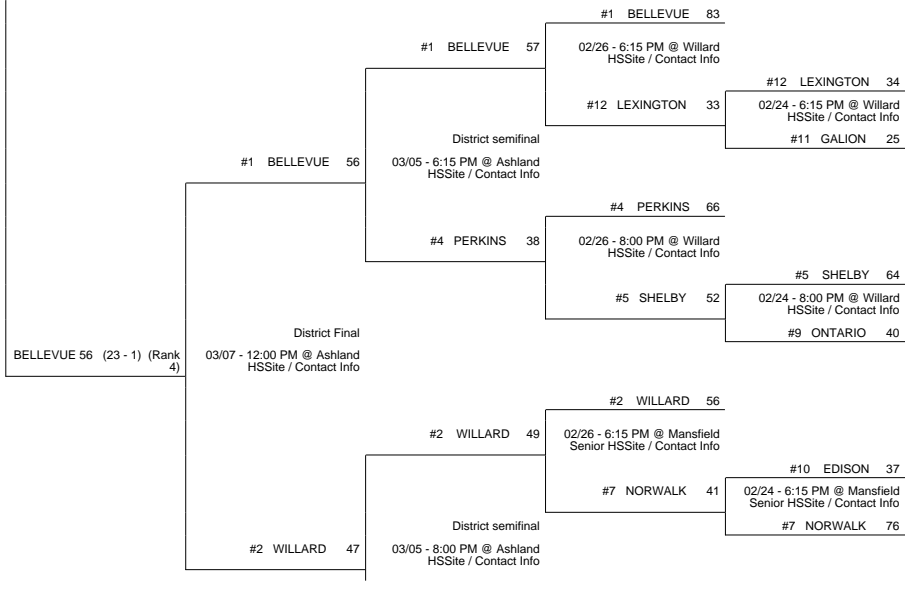 #1 BELLEVUE 83
#1 BELLEVUE 57
02/26 - 6:15 PM @ Willard
HSSite / Contact Info
#12 LEXINGTON 34
#12 LEXINGTON 33
02/24 - 6:15 PM @ Willard
HSSite / Contact Info
District semifinal
#11 GALION 25
#1 BELLEVUE 56
03/05 - 6:15 PM @ Ashland
HSSite / Contact Info
#4 PERKINS 66
#4 PERKINS 38
02/26 - 8:00 PM @ Willard
HSSite / Contact Info
#5 SHELBY 64
#5 SHELBY 52
02/24 - 8:00 PM @ Willard
HSSite / Contact Info
District Final
#9 ONTARIO 40
BELLEVUE 56 (23 - 1) (Rank
4)
03/07 - 12:00 PM @ Ashland
HSSite / Contact Info
#2 WILLARD 56
#2 WILLARD 49
02/26 - 6:15 PM @ Mansfield
Senior HSSite / Contact Info
#10 EDISON 37
#7 NORWALK 41
02/24 - 6:15 PM @ Mansfield
Senior HSSite / Contact Info
District semifinal
#7 NORWALK 76
#2 WILLARD 47
03/05 - 8:00 PM @ Ashland
HSSite / Contact Info